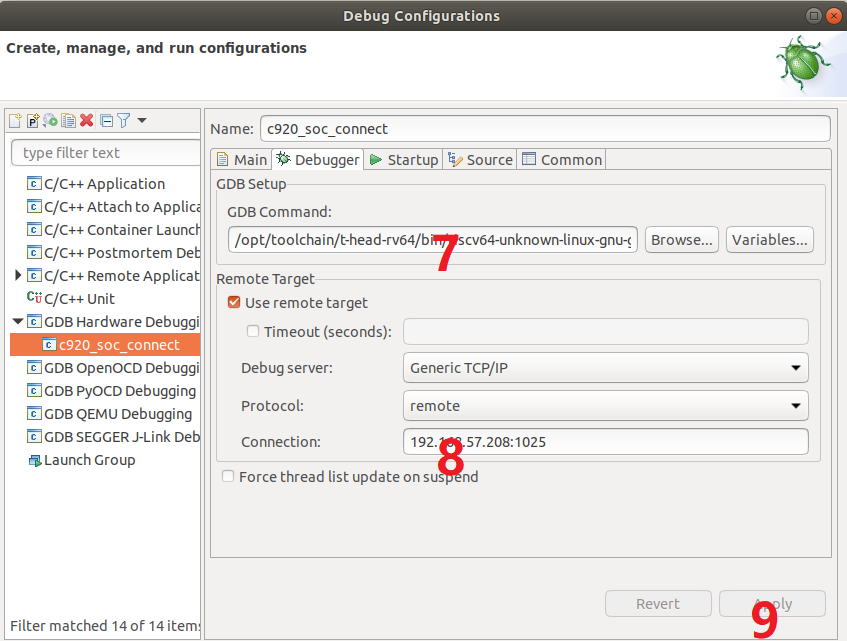 Debug Configurations
Create, manage, and run configurations
type filter text
C/C++ Application
C/C++ Attach to Applica
C/C++ Container Launch
C/C++ Postmortem Deb
C/C++ Remote Applicat
C/C++ Unit
GDB Hardware Debuggi
c920_soc_connect
GDB OpenOCD Debuggi
GDB PyOCD Debugging
GDB QEMU Debugging
GDB SEGGER J-Link Deb
Launch Group
Filter matched 14 of 14 items
Name: c920_soc_connect
Main Debugger Startup Source Common
GDB Setup
GDB Command:
/opt/toolchain/t-head-rv64/bin/ scv64-unknown-linux-gnu-g Browse... Variables...
7
Remote Target
Use remote target
Timeout (seconds):
Debug server: Generic TCP/IP
Protocol: remote
Connection: 192.168.57.208:1025
8
Force thread list update on suspend
Revert Apply
9